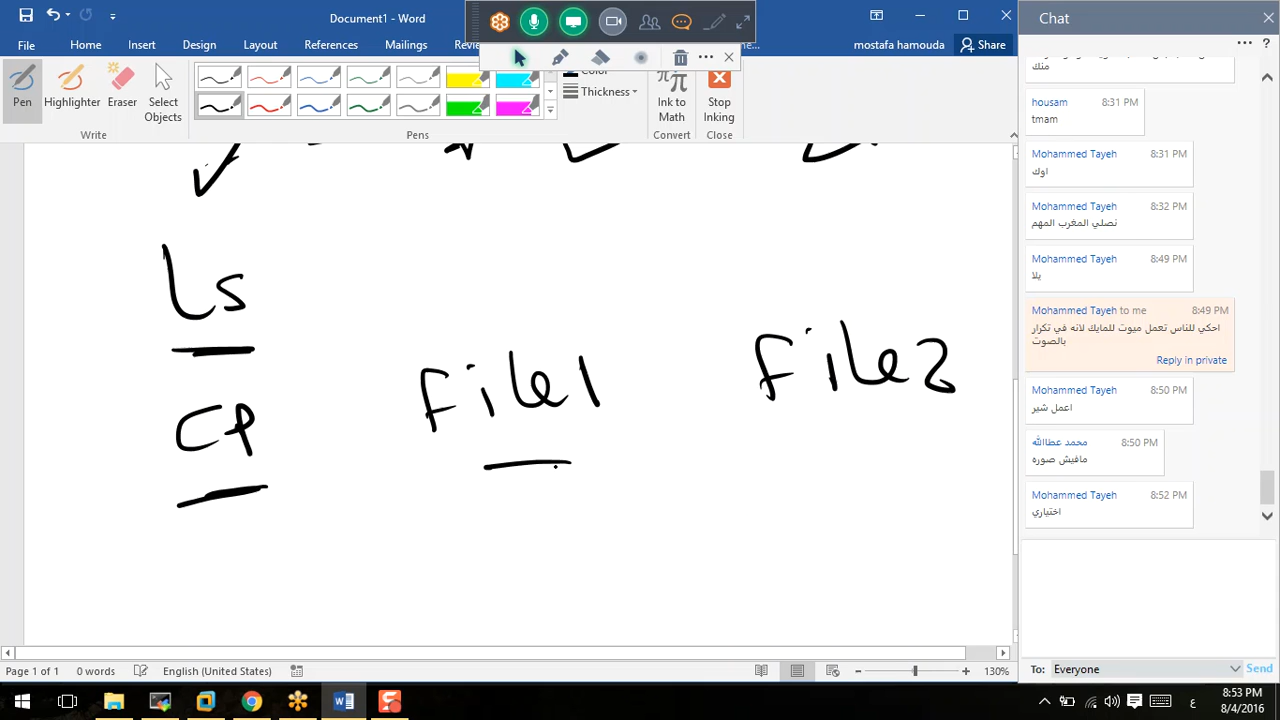 Document1 - Word
mostafa hamouda
Share
File
Home
Insert
Design
Layout
References
Mailings
Pen
Highlighter
Eraser
Select Objects
Color
Thickness
Ink to Math
Stop Inking
Write
Pens
Convert
Close
Ls
CP
File1
File2
Page 1 of 1
0 words
English (United States)
130%
Chat
منك
housam 8:31 PM
tmam
Mohammed Tayeh 8:31 PM
اوك
Mohammed Tayeh 8:32 PM
نصلي المغرب المهم
Mohammed Tayeh 8:49 PM
يلا
Mohammed Tayeh to me 8:49 PM
احكي للناس تعمل ميوت للمايك لانه في تكرار
بالصوت
Reply in private
Mohammed Tayeh 8:50 PM
اعمل شير
محمد عطاالله 8:50 PM
مافيش صوره
Mohammed Tayeh 8:52 PM
اختياري
To: Everyone
Send
ع
8:53 PM
8/4/2016